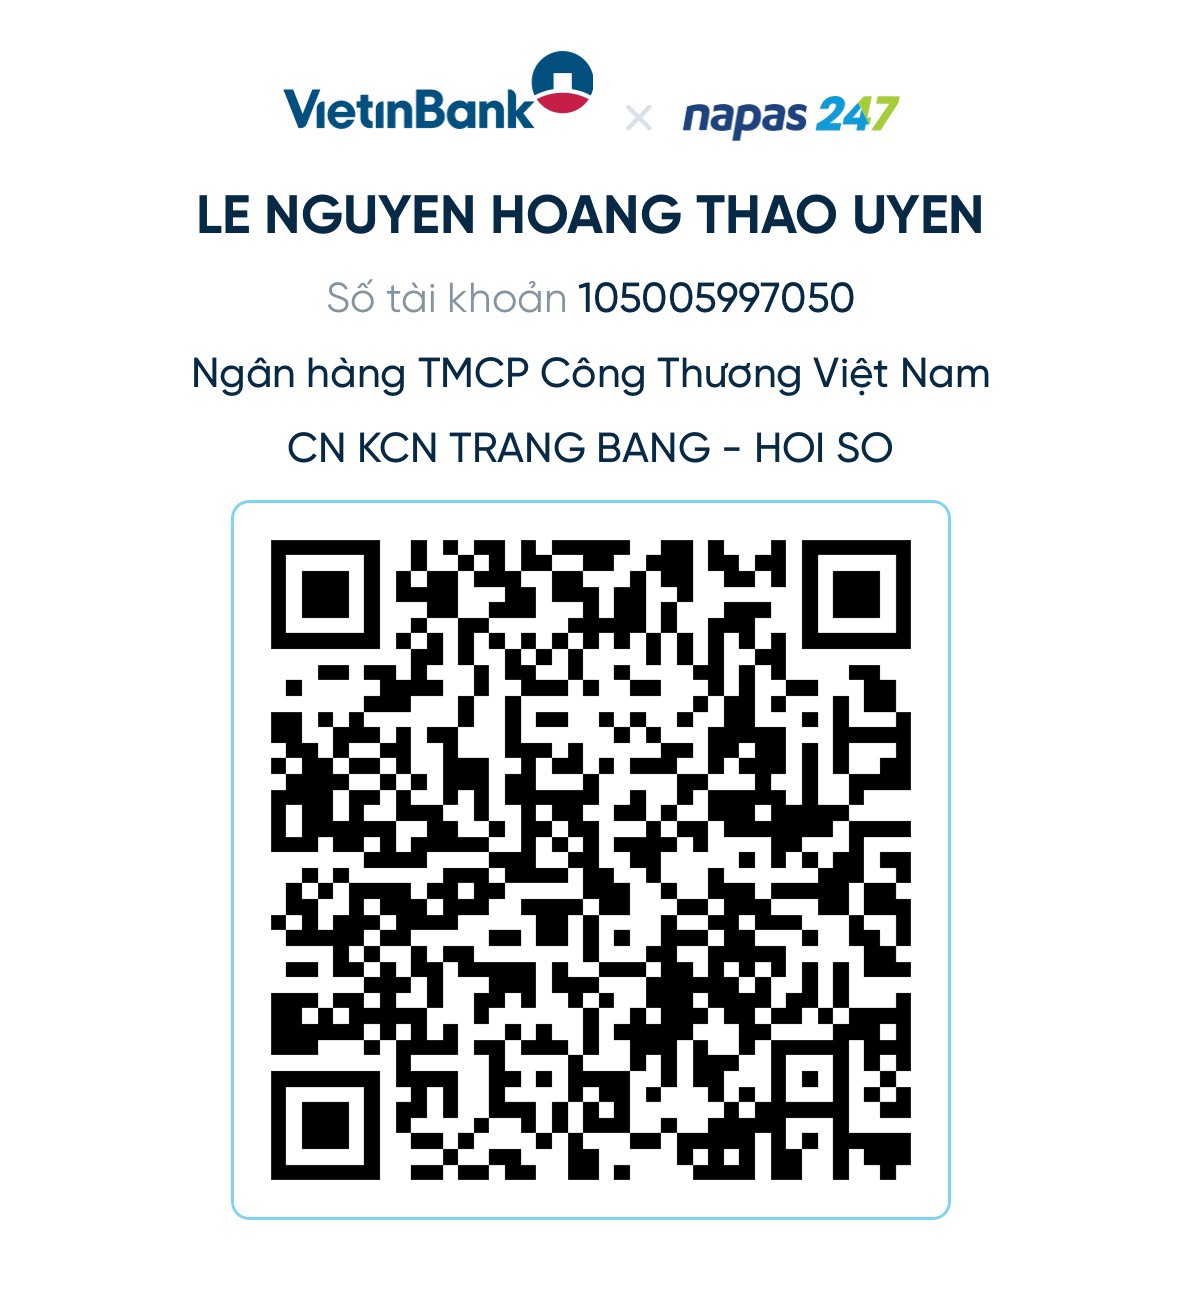 VietinBank × napas 247
LE NGUYEN HOANG THAO UYEN
Số tài khoản 105005997050
Ngân hàng TMCP Công Thương Việt Nam
CN KCN TRANG BANG - HOI SO